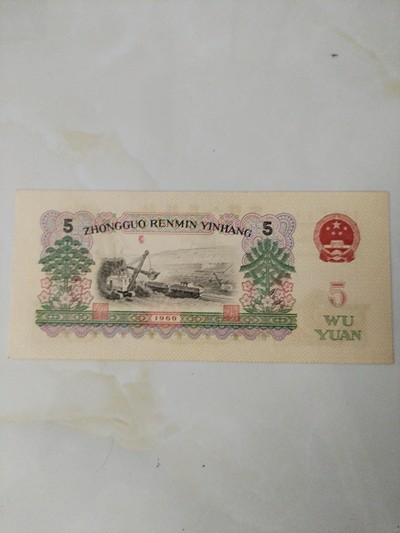 5 ZHONGGUO RENMIN YINHANG 5
1960
5
WU
YUAN